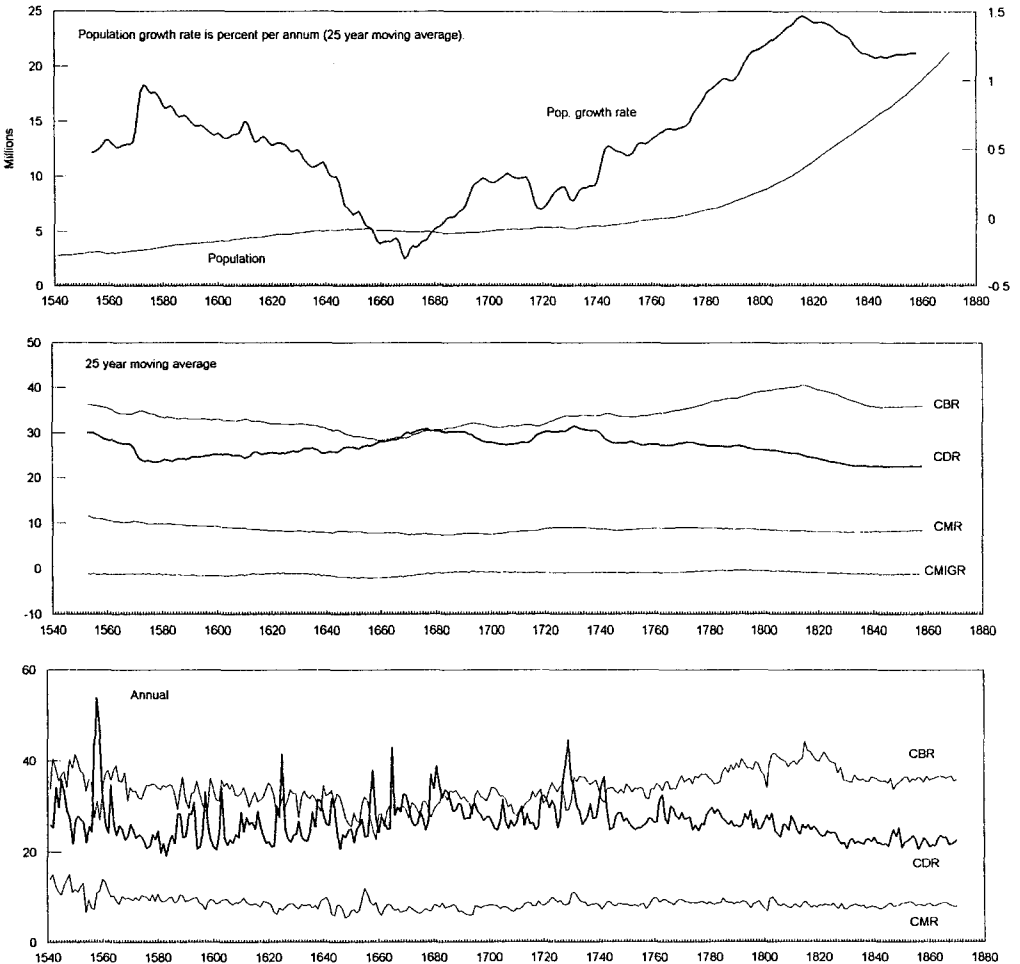 25
20
15
10
5
0
Millions
Population growth rate is percent per annum (25 year moving average).
Pop. growth rate
Population
1.5
1
0.5
0
-0.5
1540 1560 1580 1600 1620 1640 1660 1680 1700 1720 1740 1760 1780 1800 1820 1840 1860 1880
50
40
30
20
10
0
-10
25 year moving average
CBR
CDR
CMR
CMIGR
1540 1560 1580 1600 1620 1640 1660 1680 1700 1720 1740 1760 1780 1800 1820 1840 1860 1880
60
40
20
0
Annual
CBR
CDR
CMR
1540 1560 1580 1600 1620 1640 1660 1680 1700 1720 1740 1760 1780 1800 1820 1840 1860 1880